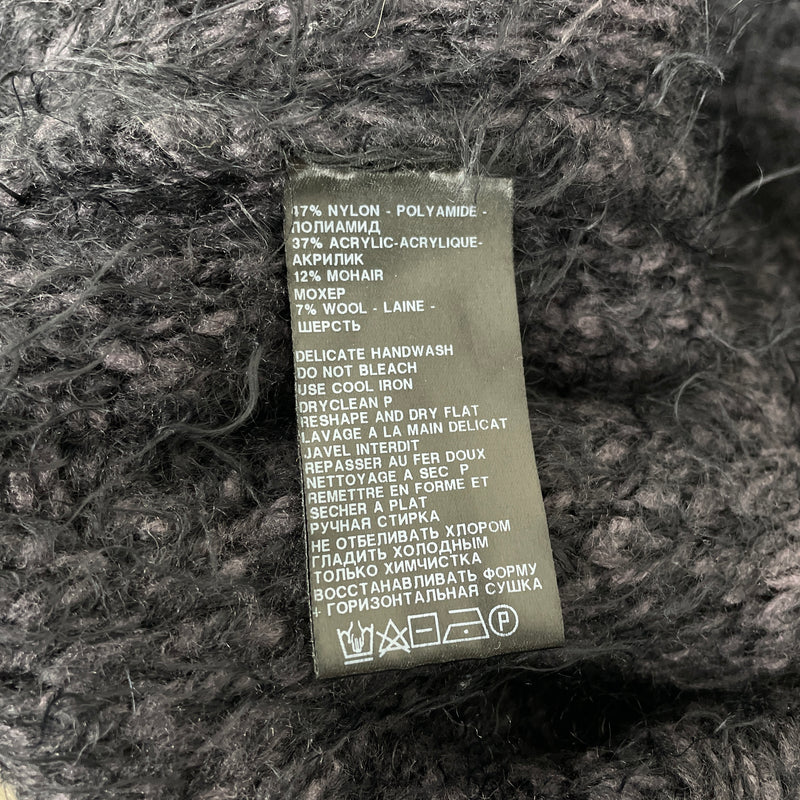 47% NYLON - POLYAMIDE -
ПОЛИАМИД
37% ACRYLIC-ACRYLIQUE-
АКРИЛИК
12% MOHAIR
МОХЕР
7% WOOL - LAINE -
ШЕРСТЬ
DELICATE HANDWASH
DO NOT BLEACH
USE COOL IRON
DRYCLEAN P
RESHAPE AND DRY FLAT
LAVAGE A LA MAIN DELICAT
JAVEL INTERDIT
REPASSER AU FER DOUX
NETTOYAGE A SEC P
REMETTRE EN FORME ET
SECHER A PLAT
РУЧНАЯ СТИРКА
НЕ ОТБЕЛИВАТЬ ХЛОРОМ
ГЛАДИТЬ ХОЛОДНЫМ
ТОЛЬКО ХИМЧИСТКА
ВОССТАНАВЛИВАТЬ ФОРМУ
+ ГОРИЗОНТАЛЬНАЯ СУШКА
P